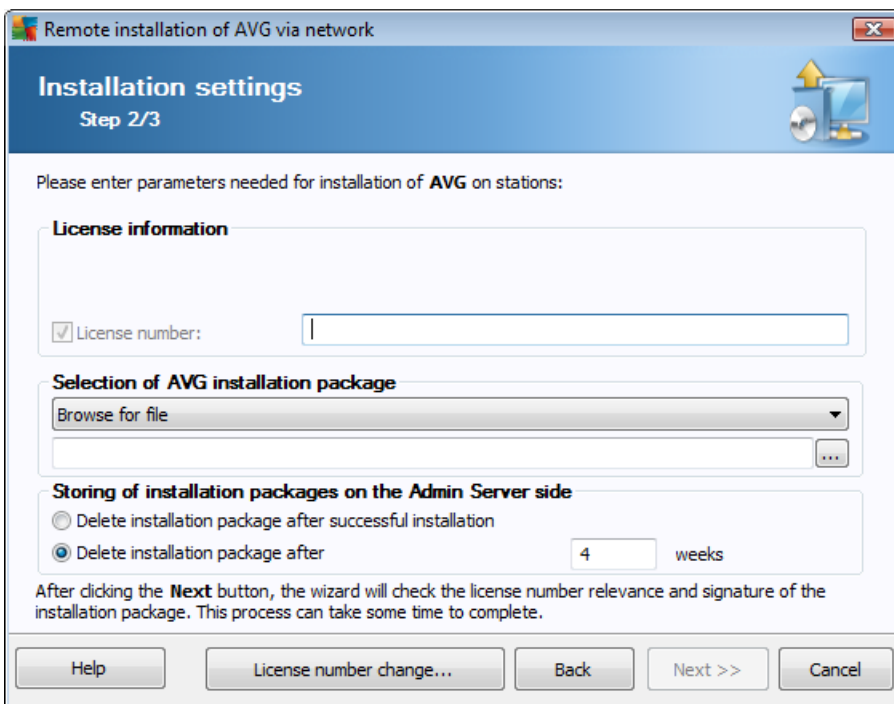 Remote installation of AVG via network
Installation settings
Step 2/3
Please enter parameters needed for installation of AVG on stations:
License information
License number:
Selection of AVG installation package
Browse for file
...
Storing of installation packages on the Admin Server side
Delete installation package after successful installation
Delete installation package after 4 weeks
After clicking the Next button, the wizard will check the license number relevance and signature of the
installation package. This process can take some time to complete.
Help License number change... Back Next >> Cancel